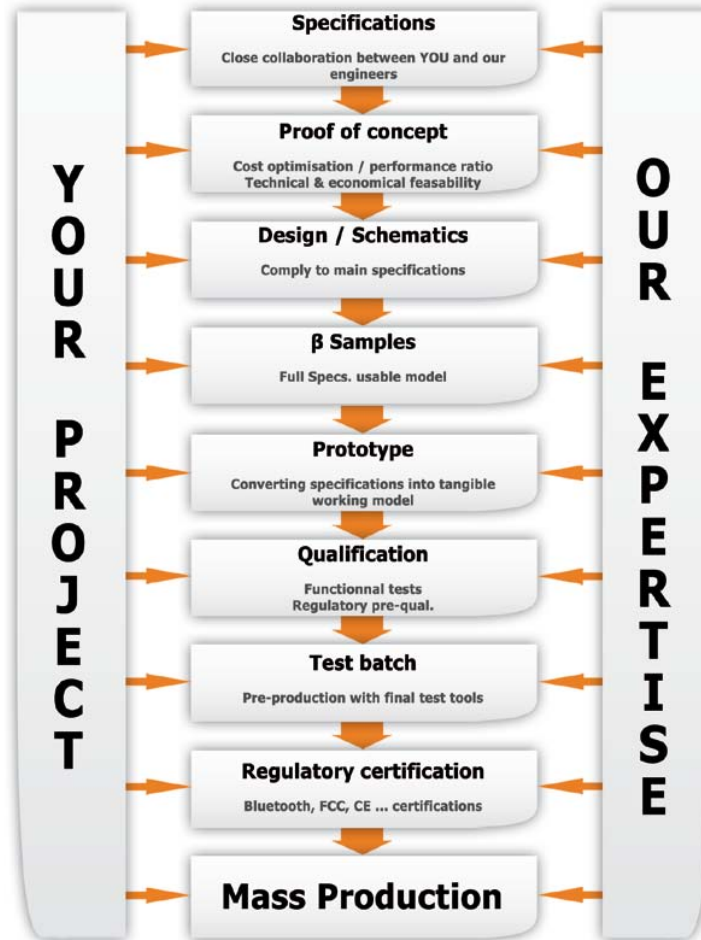 YOUR PROJECT
Specifications
Close collaboration between YOU and our
engineers
Proof of concept
Cost optimisation / performance ratio
Technical & economical feasability
Design / Schematics
Comply to main specifications
β Samples
Full Specs. usable model
Prototype
Converting specifications into tangible
working model
Qualification
Functionnal tests
Regulatory pre-qual.
Test batch
Pre-production with final test tools
Regulatory certification
Bluetooth, FCC, CE ... certifications
Mass Production
OUR EXPERTISE